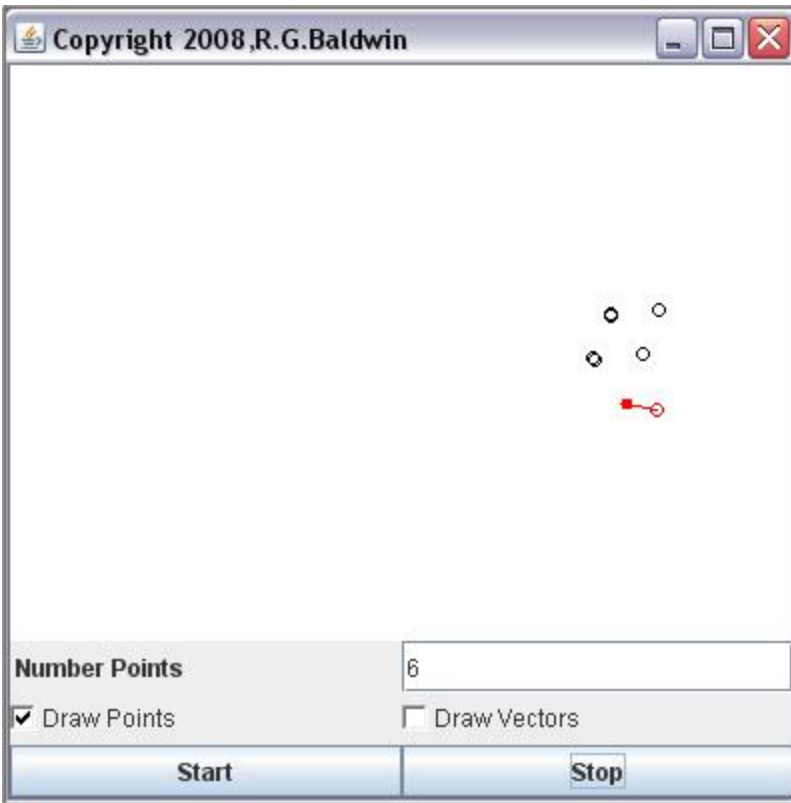 Copyright 2008,R.G.Baldwin
Number Points 6
Draw Points Draw Vectors
Start Stop